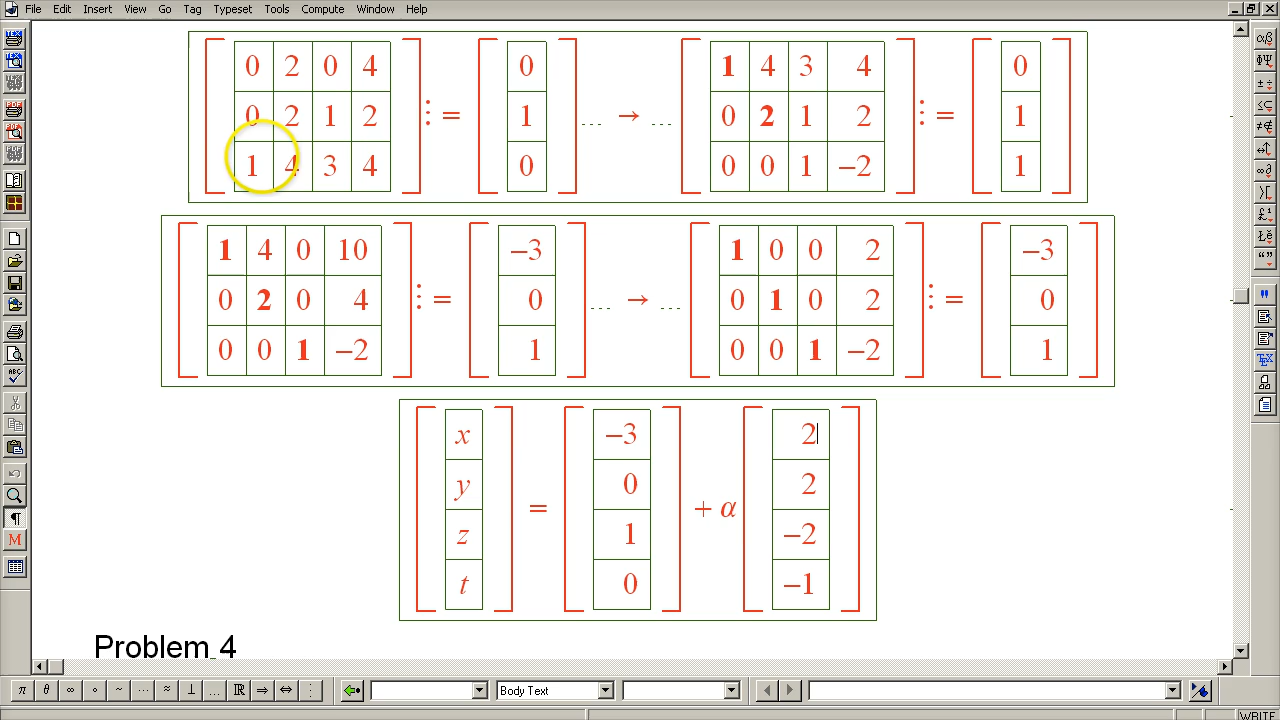 File Edit Insert View Go Tag Typeset Tools Compute Window Help
0 2 0 4 0 1 4 3 4 0
0 2 1 2 ⋮ = 1 ... → ... 0 2 1 2 ⋮ = 1
1 4 3 4 0 0 0 1 −2 1
1 4 0 10 −3 1 0 0 2 −3
0 2 0 4 ⋮ = 0 ... → ... 0 1 0 2 ⋮ = 0
0 0 1 −2 1 0 0 1 −2 1
x −3 2
y 0 2
= + α
z 1 −2
t 0 −1
Problem 4
π θ ∞ ∘ ~ ⋯ ≈ ⊥ … ℝ ⇒ ⇔ ⋮
Body Text
WRITE